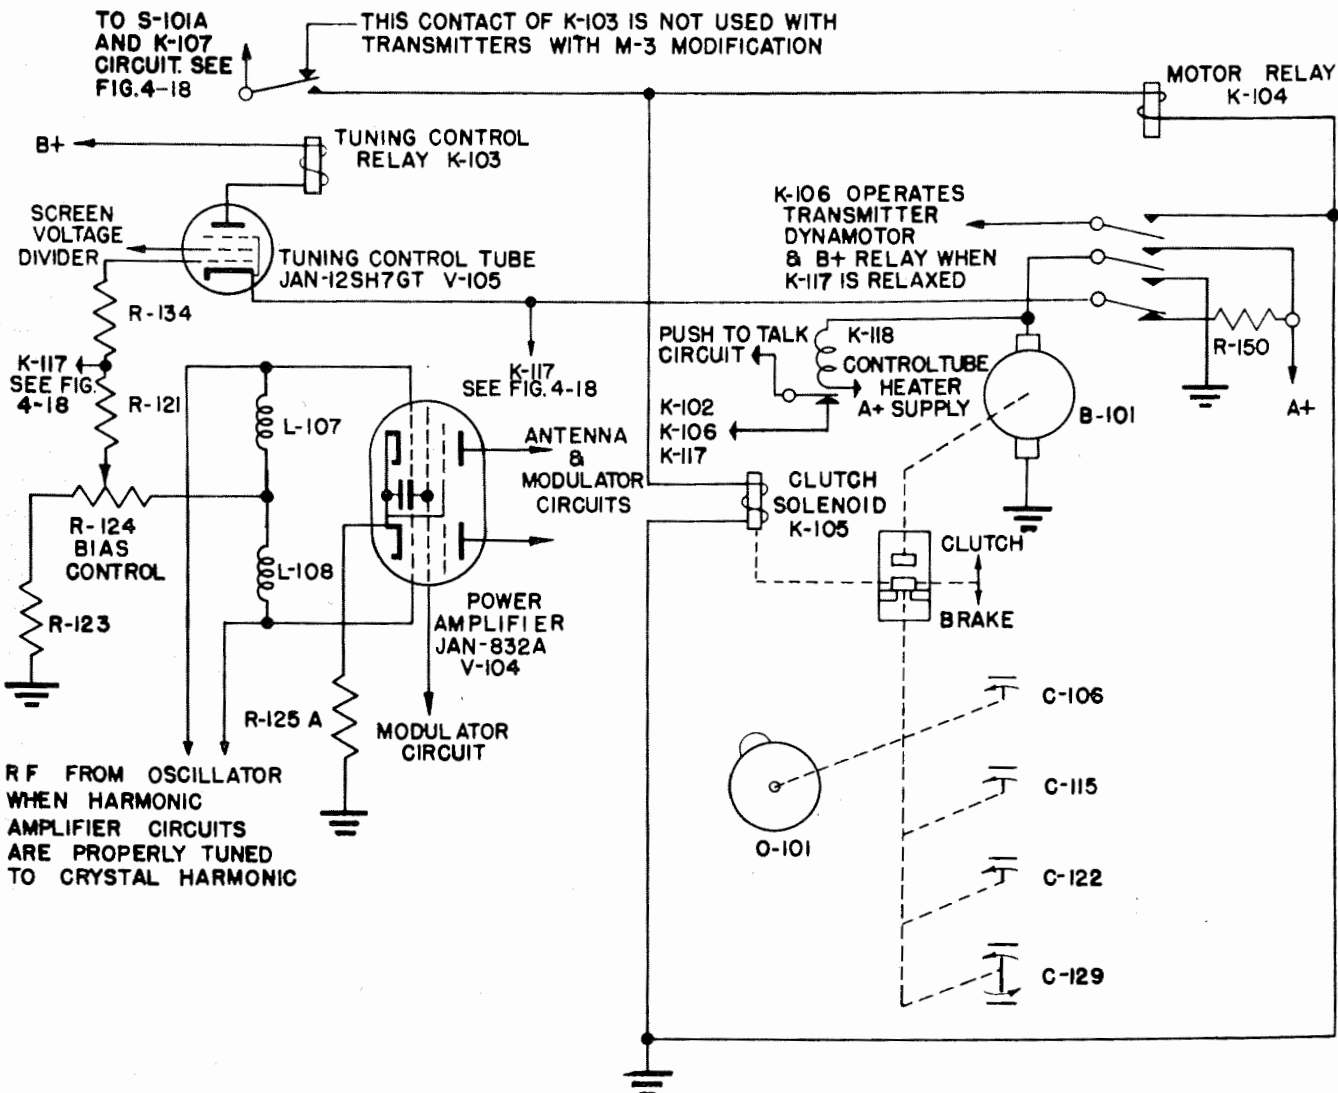 TO S-101A
AND K-107
CIRCUIT. SEE
FIG.4-18
THIS CONTACT OF K-103 IS NOT USED WITH
TRANSMITTERS WITH M-3 MODIFICATION
MOTOR RELAY
K-104
B+
TUNING CONTROL
RELAY K-103
K-106 OPERATES
TRANSMITTER
DYNAMOTOR
& B+ RELAY WHEN
K-117 IS RELAXED
SCREEN
VOLTAGE
DIVIDER
TUNING CONTROL TUBE
JAN-12SH7GT V-105
R-134
K-117
SEE FIG.
4-18
R-121
K-117
SEE FIG. 4-18
PUSH TO TALK
CIRCUIT
K-118
CONTROL TUBE
HEATER
A+ SUPPLY
R-150
A+
B-101
K-102
K-106
K-117
L-107
ANTENNA
&
MODULATOR
CIRCUITS
CLUTCH
SOLENOID
K-105
R-124
BIAS
CONTROL
L-108
CLUTCH
BRAKE
R-123
POWER
AMPLIFIER
JAN-832A
V-104
R-125 A
MODULATOR
CIRCUIT
C-106
C-115
O-101
C-122
C-129
RF FROM OSCILLATOR
WHEN HARMONIC
AMPLIFIER CIRCUITS
ARE PROPERLY TUNED
TO CRYSTAL HARMONIC